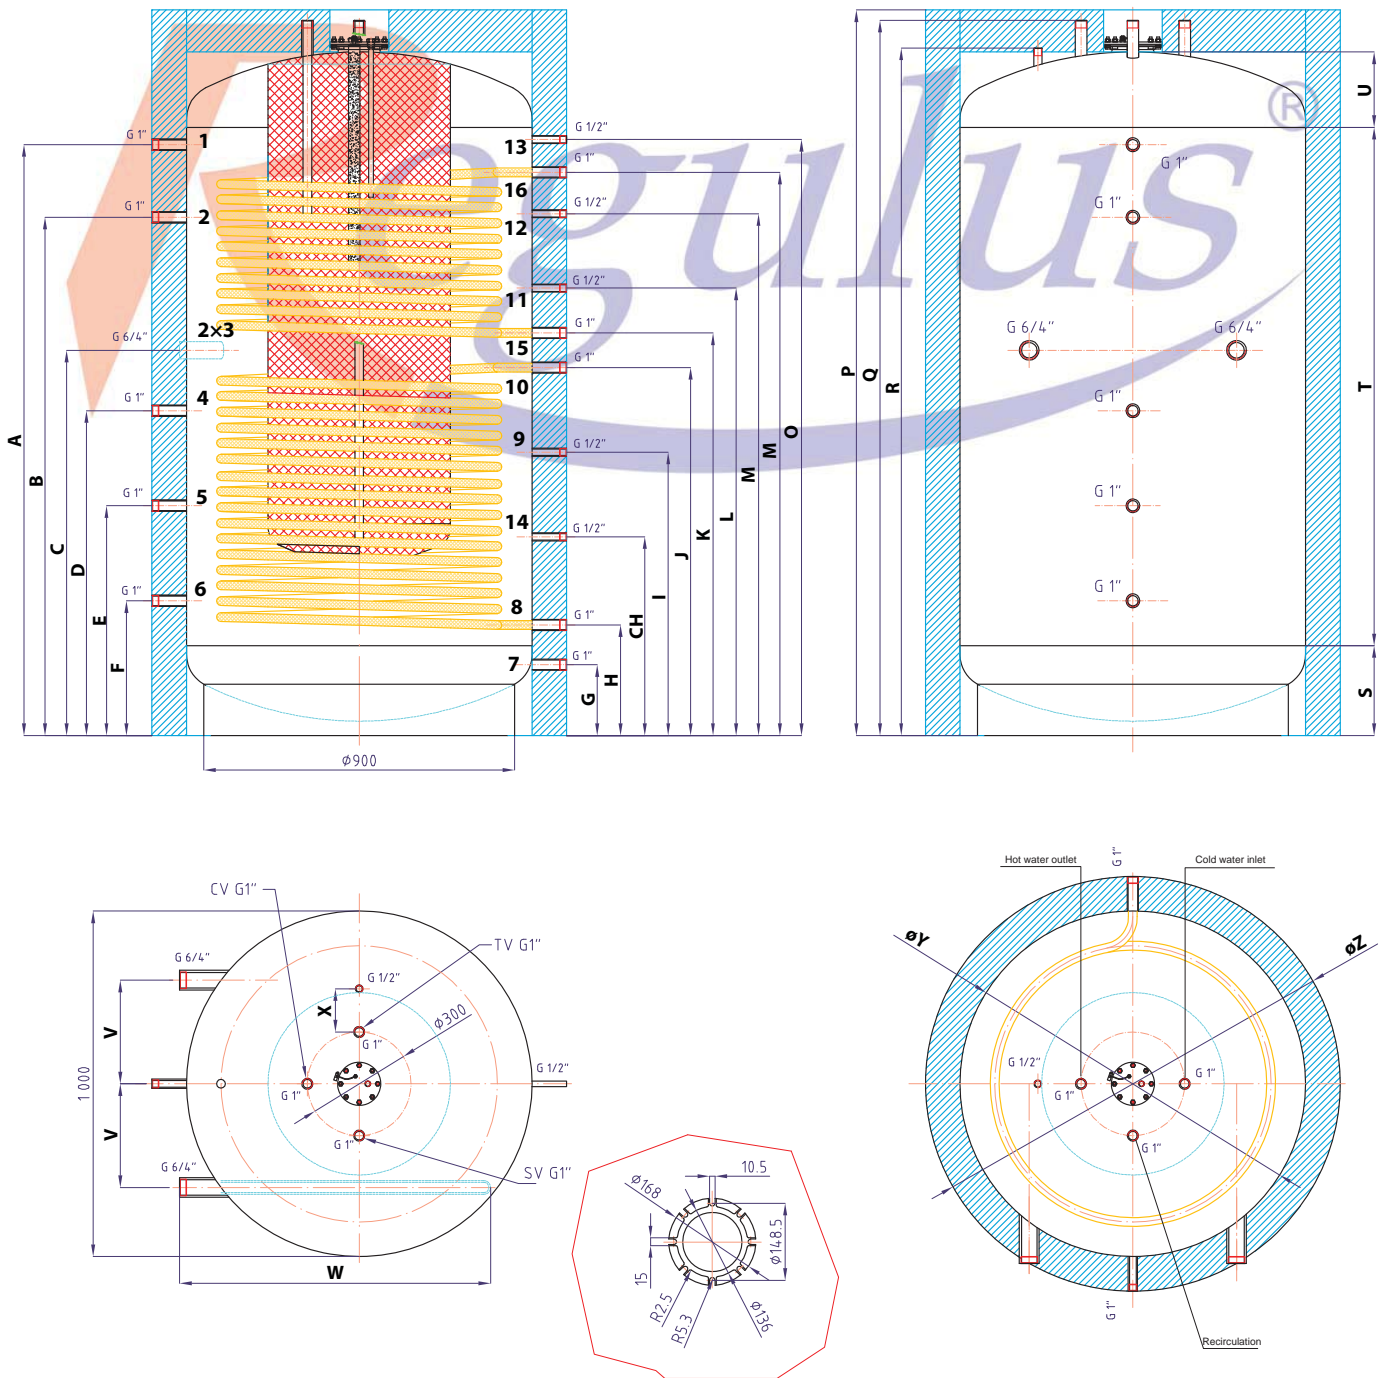 Regulus®
G 1"
1
G 1"
2
G 6/4"
2×3
G 1"
4
G 1"
5
G 1"
6
A
B
C
D
E
F
13
G 1/2"
G 1"
16
G 1/2"
12
G 1/2"
11
G 1"
15
G 1"
10
9
G 1/2"
14
G 1/2"
8
G 1"
7
G 1"
G
H
CH
I
J
K
L
M
M
O
Ø900
P
Q
R
G 1"
G 1"
G 6/4"
G 6/4"
G 1"
G 1"
G 1"
U
T
S
CV G1"
TV G1"
G 6/4"
G 1/2"
X
Ø300
V
G 1"
1000
G 1"
G 1/2"
V
G 1"
G 6/4"
SV G1"
W
10.5
Ø168
Ø148.5
15
R2.5
R5.3
Ø136
Hot water outlet
G 1"
Cold water inlet
øY
øZ
G 1/2"
G 1"
G 1"
G 1"
G 1"
Recirculation